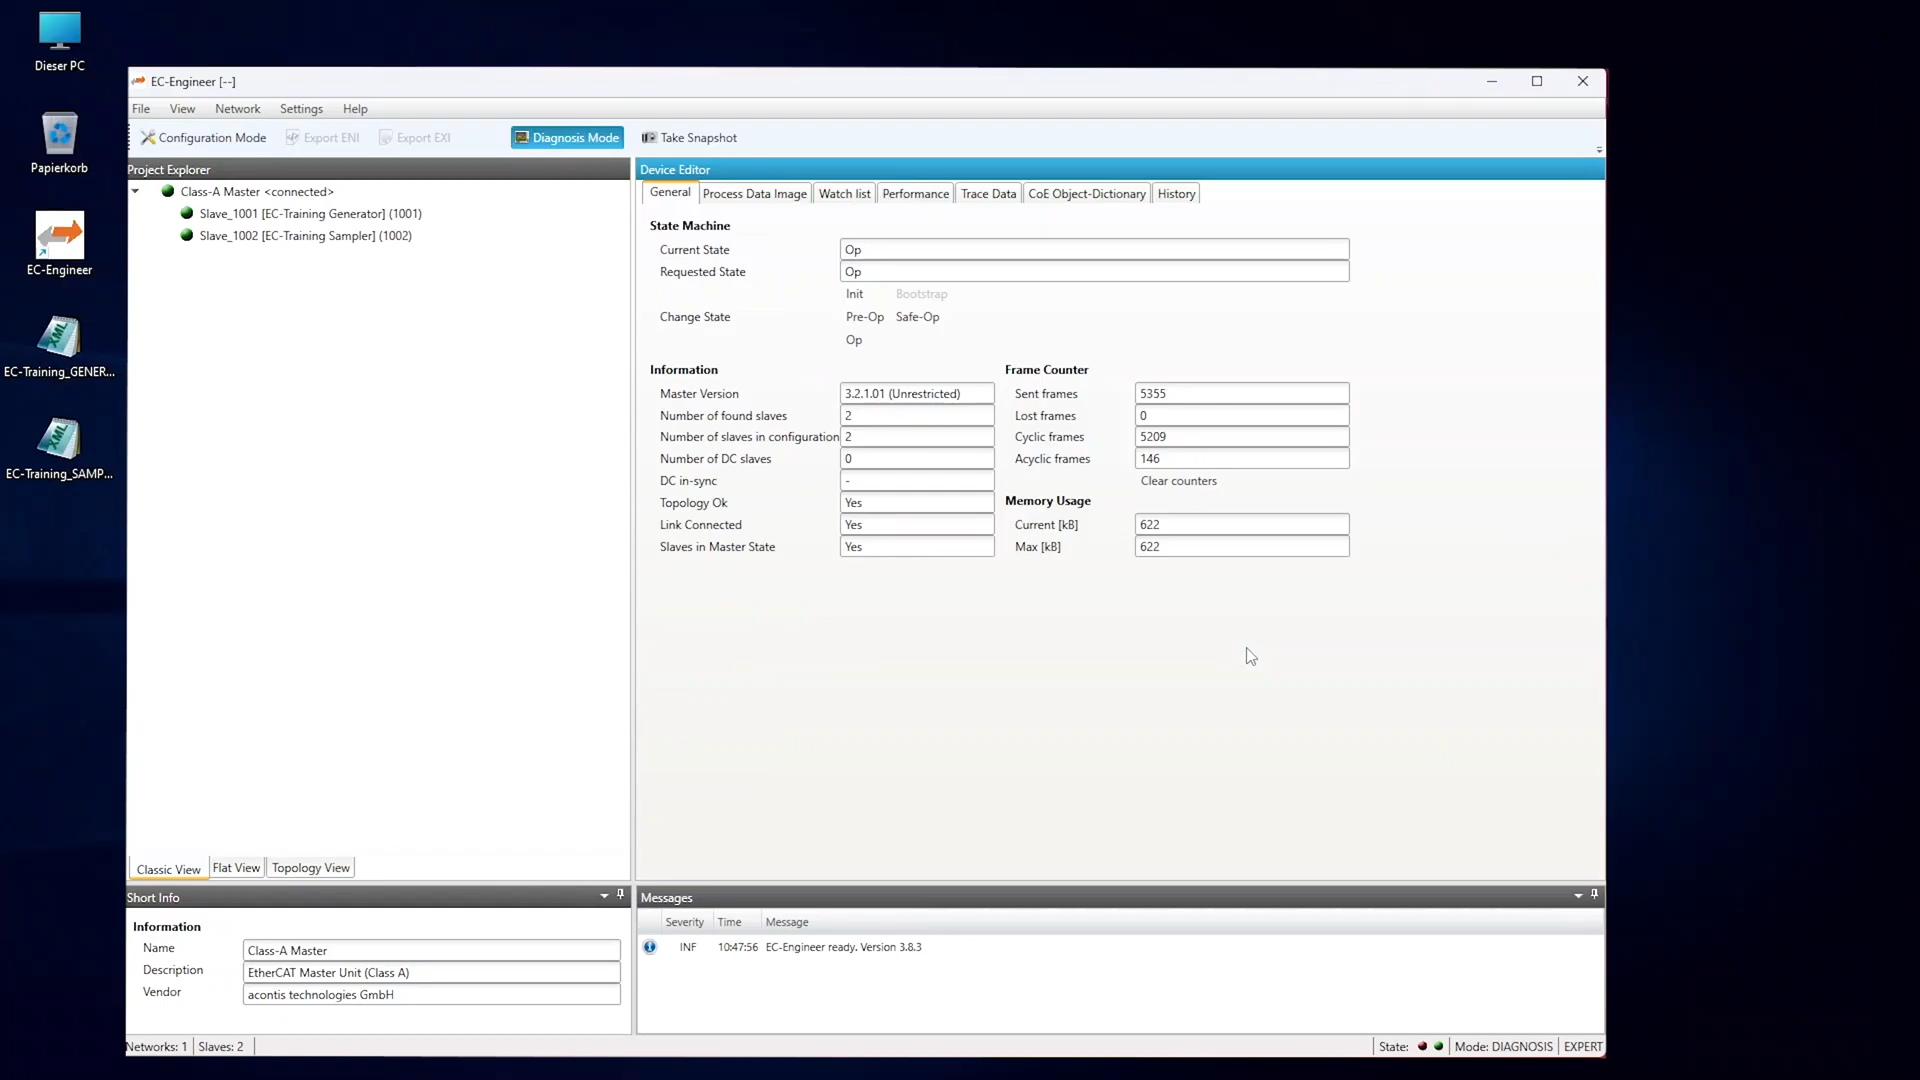 Dieser PC
Papierkorb
EC-Engineer
EC-Training_GENER...
EC-Training_SAMP...
EC-Engineer [--]
File View Network Settings Help
Configuration Mode Export ENI Export EXI Diagnosis Mode Take Snapshot
Project Explorer
Class-A Master <connected>
Slave_1001 [EC-Training Generator] (1001)
Slave_1002 [EC-Training Sampler] (1002)
Classic View Flat View Topology View
Device Editor
General Process Data Image Watch list Performance Trace Data CoE Object-Dictionary History
State Machine
Current State Op
Requested State Op
Init Bootstrap
Change State Pre-Op Safe-Op
Op
Information
Master Version 3.2.1.01 (Unrestricted)
Number of found slaves 2
Number of slaves in configuration 2
Number of DC slaves 0
DC in-sync -
Topology Ok Yes
Link Connected Yes
Slaves in Master State Yes
Frame Counter
Sent frames 5355
Lost frames 0
Cyclic frames 5209
Acyclic frames 146
Clear counters
Memory Usage
Current [kB] 622
Max [kB] 622
Short Info
Information
Name Class-A Master
Description EtherCAT Master Unit (Class A)
Vendor acontis technologies GmbH
Messages
Severity Time Message
INF 10:47:56 EC-Engineer ready. Version 3.8.3
Networks: 1 Slaves: 2
State: Mode: DIAGNOSIS EXPERT